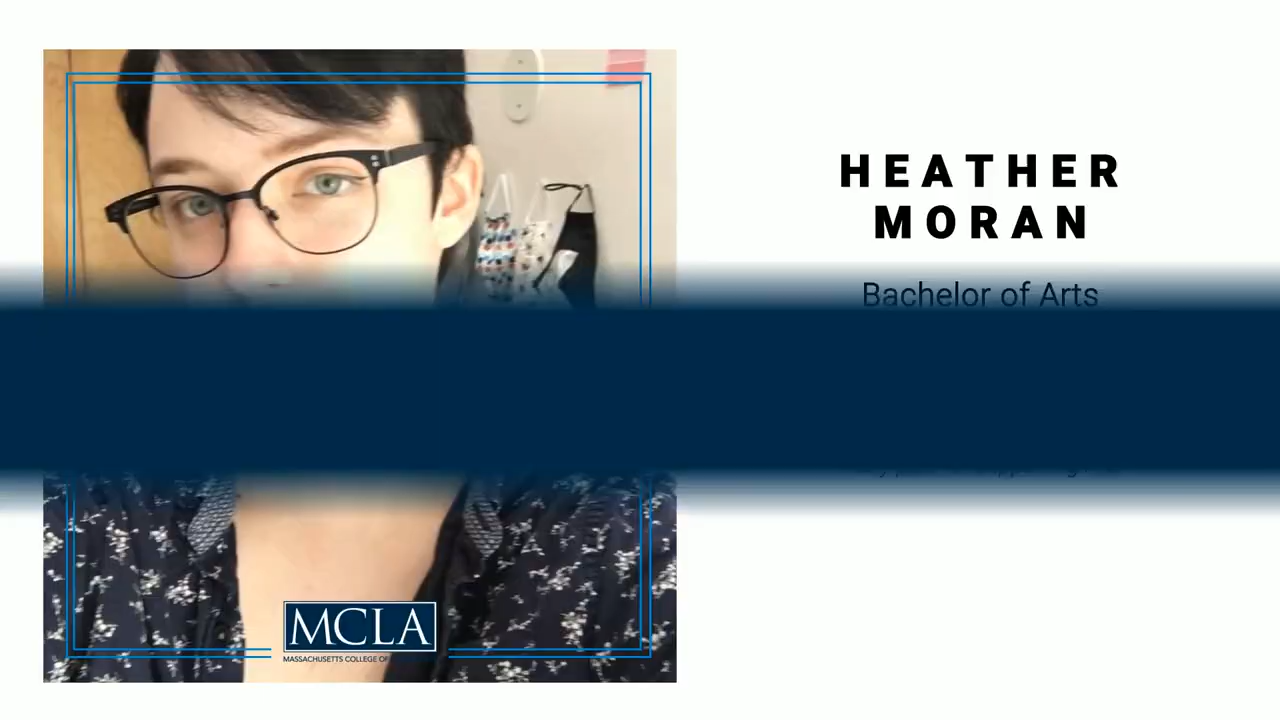 HEATHER
MORAN
Bachelor of Arts
MCLA
MASSACHUSETTS COLLEGE OF